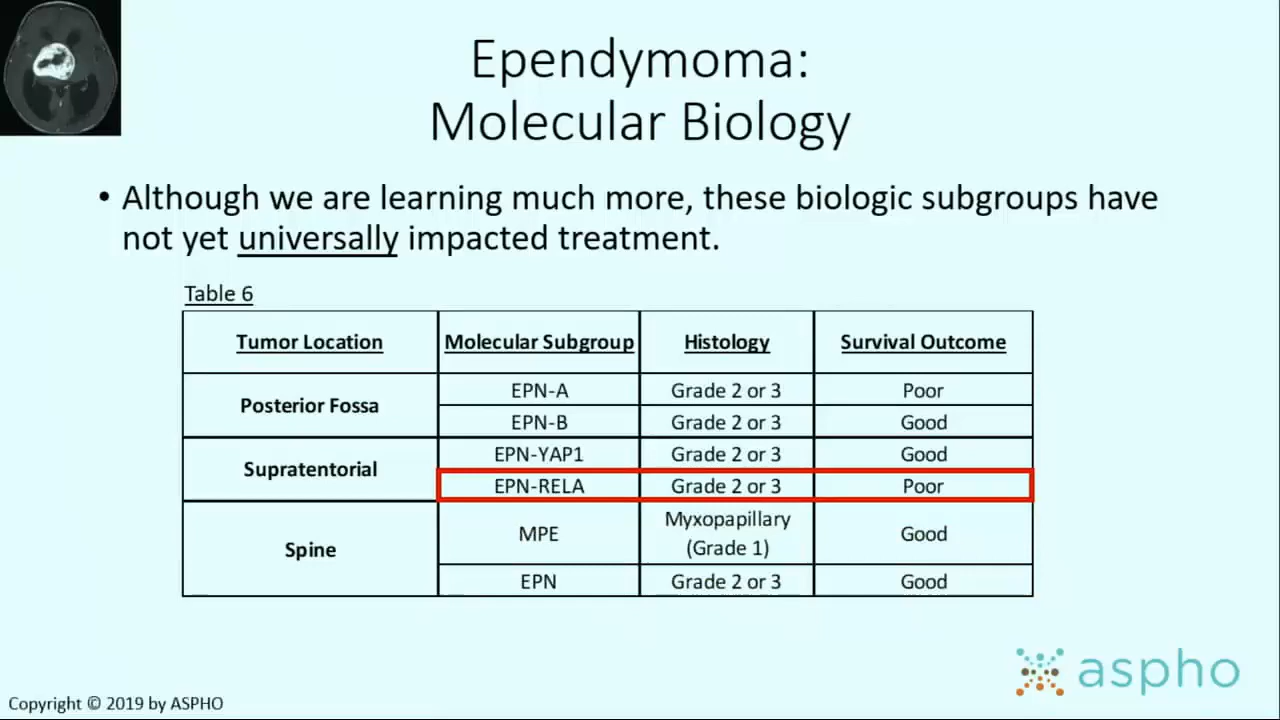 Ependymoma:
Molecular Biology
• Although we are learning much more, these biologic subgroups have
not yet universally impacted treatment.
Table 6
Tumor Location Molecular Subgroup Histology Survival Outcome
Posterior Fossa
EPN-A Grade 2 or 3 Poor
EPN-B Grade 2 or 3 Good
Supratentorial
EPN-YAP1 Grade 2 or 3 Good
EPN-RELA Grade 2 or 3 Poor
Spine
MPE Myxopapillary (Grade 1) Good
EPN Grade 2 or 3 Good
aspho
Copyright © 2019 by ASPHO